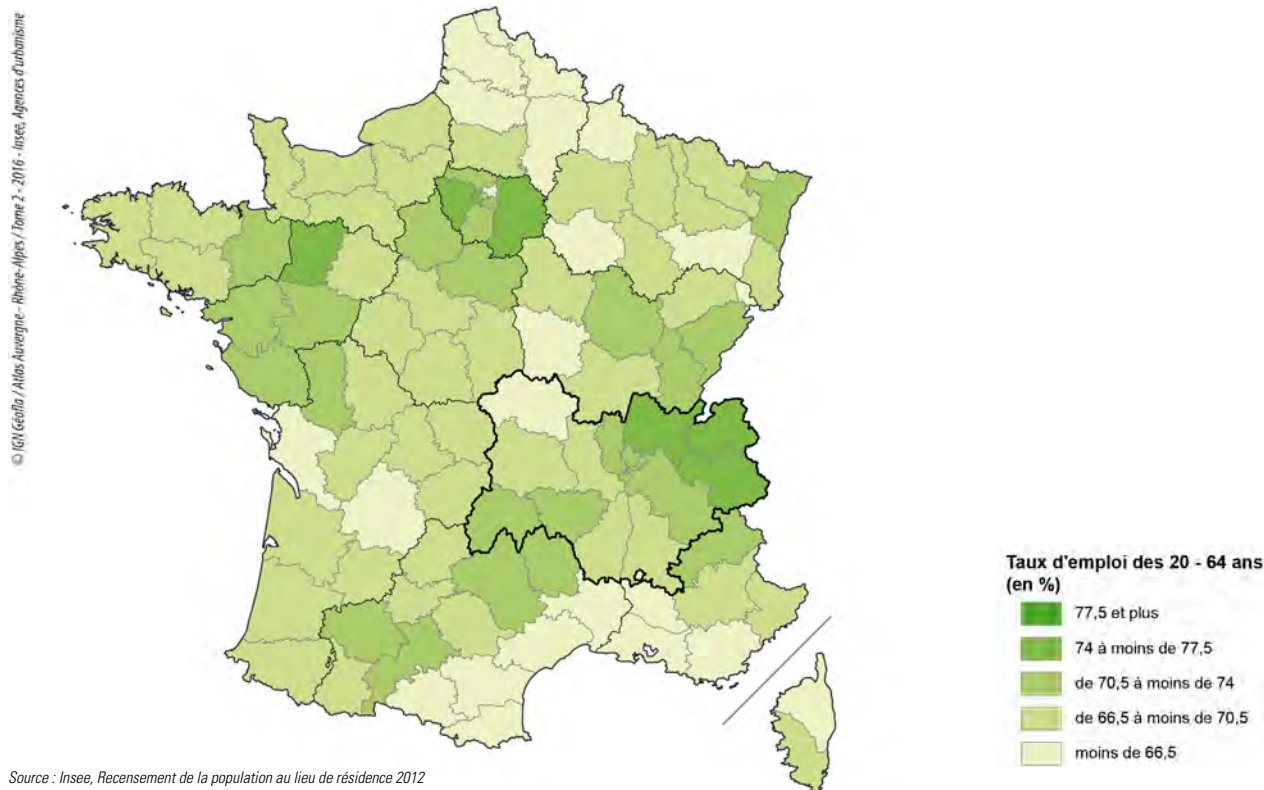 © IGN Géofla / Atlas Auvergne - Rhône-Alpes / Tome 2 - 2016 - Insee, Agences d'urbanisme
Taux d'emploi des 20 - 64 ans
(en %)
77,5 et plus
74 à moins de 77,5
de 70,5 à moins de 74
de 66,5 à moins de 70,5
moins de 66,5
Source : Insee, Recensement de la population au lieu de résidence 2012